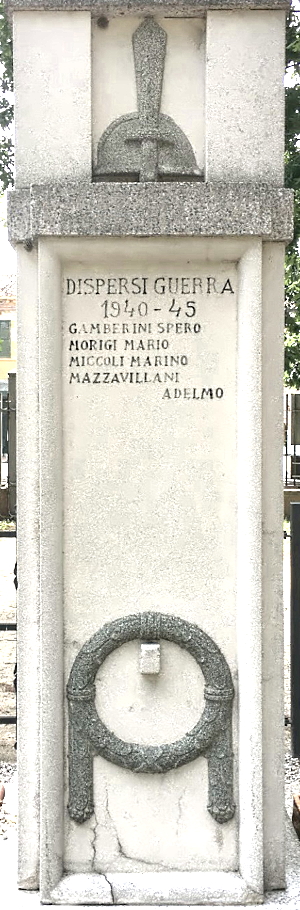 DISPERSI GUERRA
1940-45
GAMBERINI SPERO
MORIGI MARIO
MICCOLI MARINO
MAZZAVILLANI
ADELMO